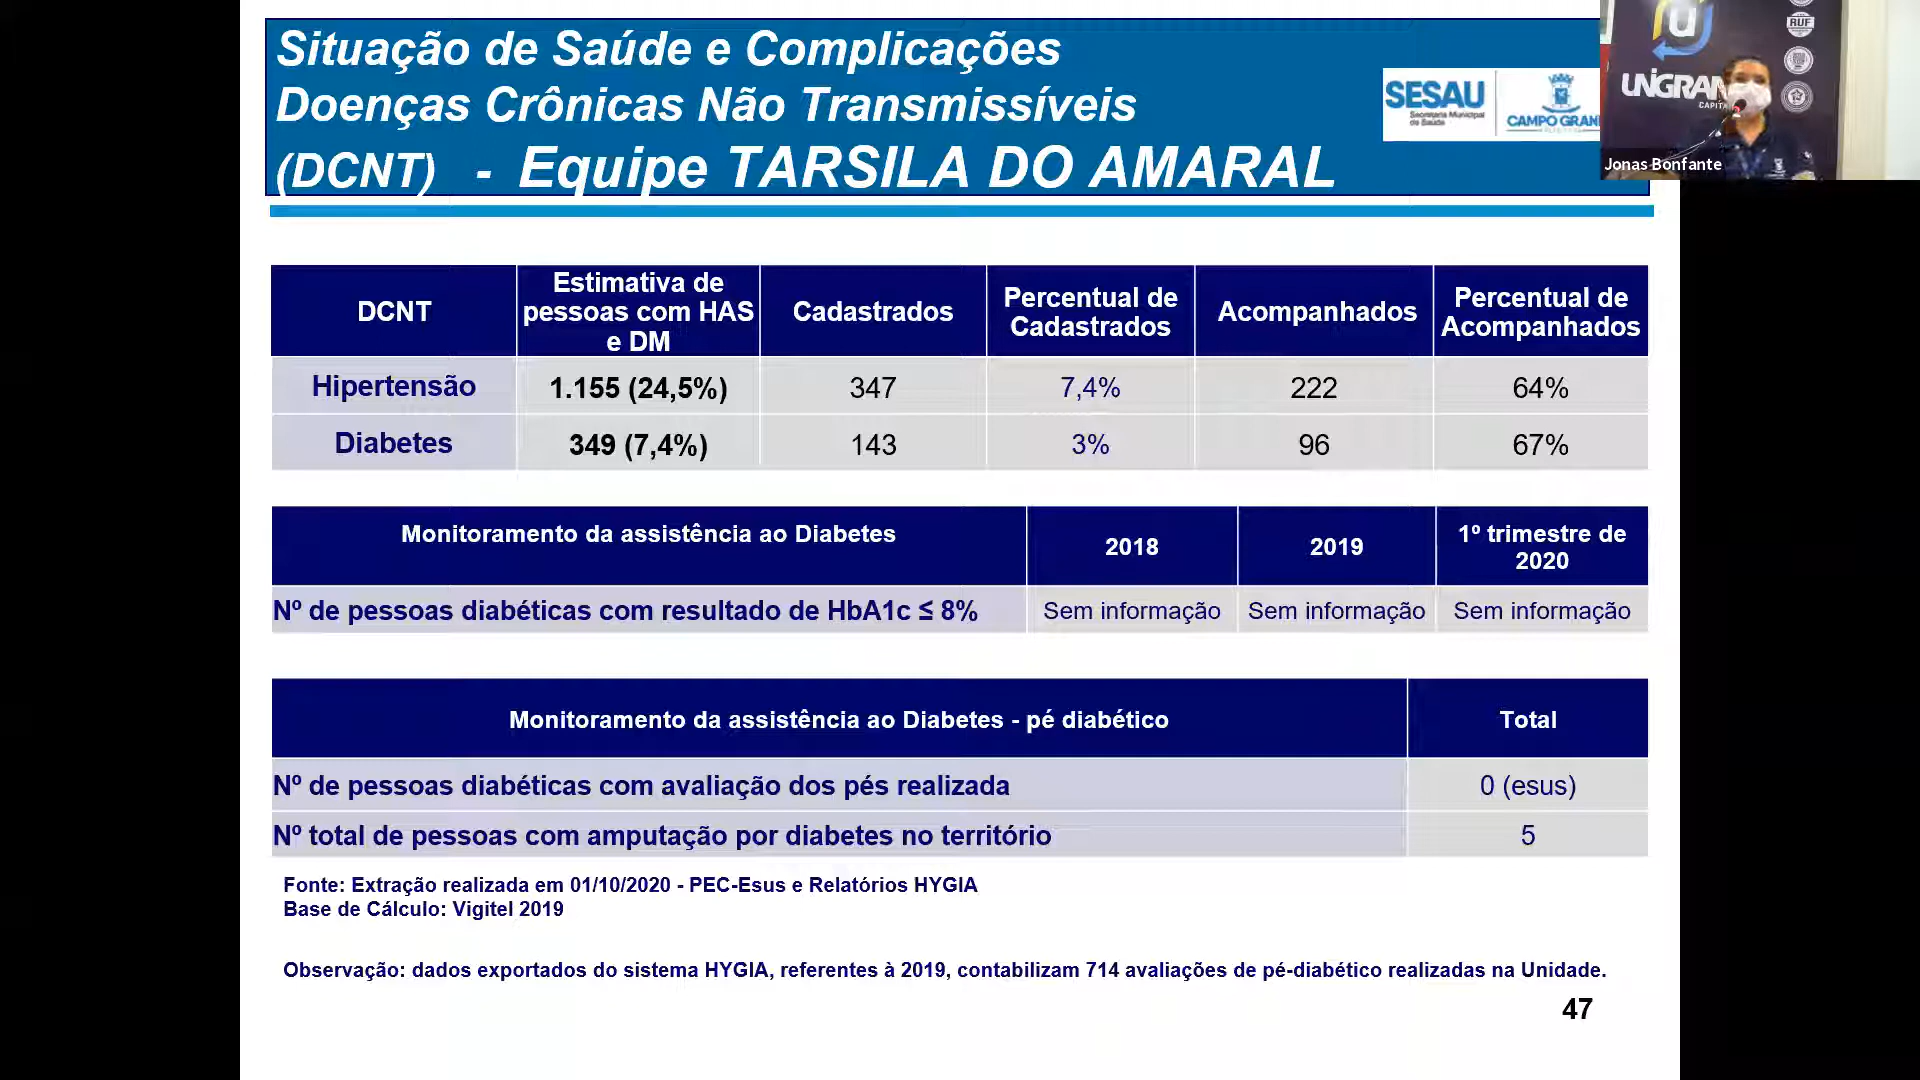 Situação de Saúde e Complicações
Doenças Crônicas Não Transmissíveis
(DCNT) - Equipe TARSILA DO AMARAL
SESAU
Secretaria Municipal
de Saúde
CAMPO GRAN
RUF
UNIGRAN
CAPITA
Jonas Bonfante
DCNT
Estimativa de
pessoas com HAS
e DM
Cadastrados
Percentual de
Cadastrados
Acompanhados
Percentual de
Acompanhados
Hipertensão 1.155 (24,5%) 347 7,4% 222 64%
Diabetes 349 (7,4%) 143 3% 96 67%
Monitoramento da assistência ao Diabetes
2018
2019
1º trimestre de
2020
Nº de pessoas diabéticas com resultado de HbA1c ≤ 8% Sem informação Sem informação Sem informação
Monitoramento da assistência ao Diabetes - pé diabético Total
Nº de pessoas diabéticas com avaliação dos pés realizada 0 (esus)
Nº total de pessoas com amputação por diabetes no território 5
Fonte: Extração realizada em 01/10/2020 - PEC-Esus e Relatórios HYGIA
Base de Cálculo: Vigitel 2019
Observação: dados exportados do sistema HYGIA, referentes à 2019, contabilizam 714 avaliações de pé-diabético realizadas na Unidade.
47